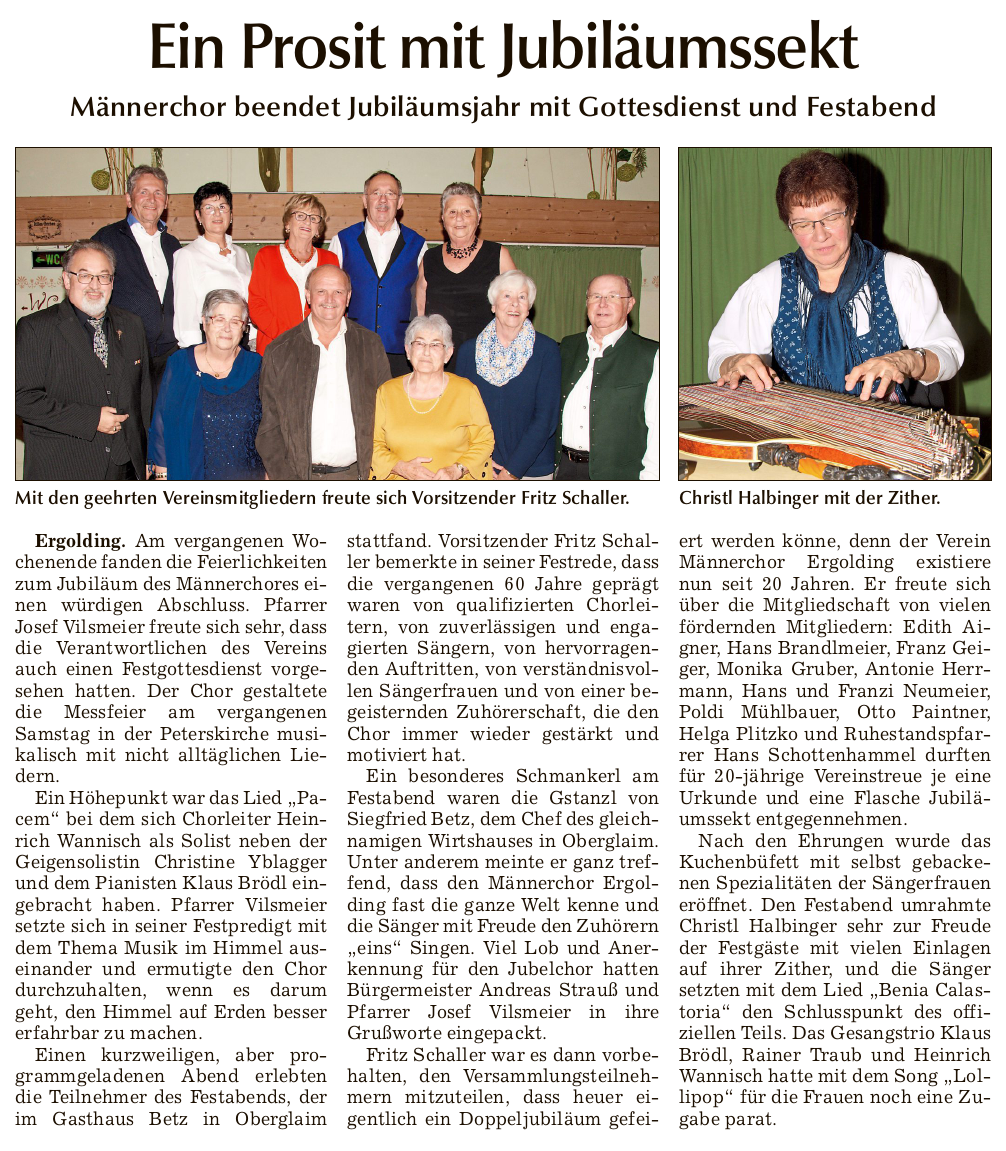 Ein Prosit mit Jubiläumssekt
Männerchor beendet Jubiläumsjahr mit Gottesdienst und Festabend
WC
Mit den geehrten Vereinsmitgliedern freute sich Vorsitzender Fritz Schaller.
Christl Halbinger mit der Zither.
Ergolding. Am vergangenen Wo-
chenende fanden die Feierlichkeiten
zum Jubiläum des Männerchores ei-
nen würdigen Abschluss. Pfarrer
Josef Vilsmeier freute sich sehr, dass
die Verantwortlichen des Vereins
auch einen Festgottesdienst vorge-
sehen hatten. Der Chor gestaltete
die Messfeier am vergangenen
Samstag in der Peterskirche musi-
kalisch mit nicht alltäglichen Lie-
dern.
Ein Höhepunkt war das Lied „Pa-
cem“ bei dem sich Chorleiter Hein-
rich Wannisch als Solist neben der
Geigensolistin Christine Yblagger
und dem Pianisten Klaus Brödl ein-
gebracht haben. Pfarrer Vilsmeier
setzte sich in seiner Festpredigt mit
dem Thema Musik im Himmel aus-
einander und ermutigte den Chor
durchzuhalten, wenn es darum
geht, den Himmel auf Erden besser
erfahrbar zu machen.
Einen kurzweiligen, aber pro-
grammgeladenen Abend erlebten
die Teilnehmer des Festabends, der
im Gasthaus Betz in Oberglaim
stattfand. Vorsitzender Fritz Schal-
ler bemerkte in seiner Festrede, dass
die vergangenen 60 Jahre geprägt
waren von qualifizierten Chorlei-
tern, von zuverlässigen und enga-
gierten Sängern, von hervorragen-
den Auftritten, von verständnisvol-
len Sängerfrauen und von einer be-
geisternden Zuhörerschaft, die den
Chor immer wieder gestärkt und
motiviert hat.
Ein besonderes Schmankerl am
Festabend waren die Gstanzl von
Siegfried Betz, dem Chef des gleich-
namigen Wirtshauses in Oberglaim.
Unter anderem meinte er ganz tref-
fend, dass den Männerchor Ergol-
ding fast die ganze Welt kenne und
die Sänger mit Freude den Zuhörern
„eins“ Singen. Viel Lob und Aner-
kennung für den Jubelchor hatten
Bürgermeister Andreas Strauß und
Pfarrer Josef Vilsmeier in ihre
Grußworte eingepackt.
Fritz Schaller war es dann vorbe-
halten, den Versammlungsteilneh-
mern mitzuteilen, dass heuer ei-
gentlich ein Doppeljubiläum gefei-
ert werden könne, denn der Verein
Männerchor Ergolding existiere
nun seit 20 Jahren. Er freute sich
über die Mitgliedschaft von vielen
fördernden Mitgliedern: Edith Ai-
gner, Hans Brandlmeier, Franz Gei-
ger, Monika Gruber, Antonie Herr-
mann, Hans und Franzi Neumeier,
Poldi Mühlbauer, Otto Paintner,
Helga Plitzko und Ruhestandspfar-
rer Hans Schottenhammel durften
für 20-jährige Vereinstreue je eine
Urkunde und eine Flasche Jubilä-
umssekt entgegennehmen.
Nach den Ehrungen wurde das
Kuchenbüfett mit selbst gebacke-
nen Spezialitäten der Sängerfrauen
eröffnet. Den Festabend umrahmte
Christl Halbinger sehr zur Freude
der Festgäste mit vielen Einlagen
auf ihrer Zither, und die Sänger
setzten mit dem Lied „Benia Calas-
toria“ den Schlusspunkt des offi-
ziellen Teils. Das Gesangstrio Klaus
Brödl, Rainer Traub und Heinrich
Wannisch hatte mit dem Song „Lol-
lipop“ für die Frauen noch eine Zu-
gabe parat.